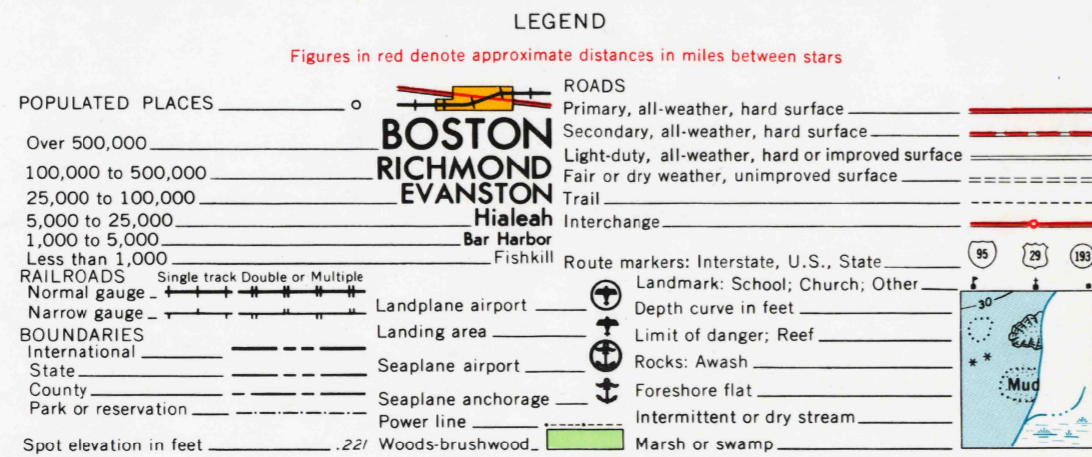 LEGEND
Figures in red denote approximate distances in miles between stars
POPULATED PLACES
Over 500,000 BOSTON
100,000 to 500,000 RICHMOND
25,000 to 100,000 EVANSTON
5,000 to 25,000 Hialeah
1,000 to 5,000 Bar Harbor
Less than 1,000 Fishkill
RAILROADS Single track Double or Multiple
Normal gauge
Narrow gauge
BOUNDARIES
International
State
County
Park or reservation
Spot elevation in feet .221
Landplane airport
Landing area
Seaplane airport
Seaplane anchorage
Power line
Woods-brushwood
ROADS
Primary, all-weather, hard surface
Secondary, all-weather, hard surface
Light-duty, all-weather, hard or improved surface
Fair or dry weather, unimproved surface
Trail
Interchange
Route markers: Interstate, U.S., State 95 29 193
Landmark: School; Church; Other
Depth curve in feet 30
Limit of danger; Reef
Rocks: Awash
Foreshore flat Mud
Intermittent or dry stream
Marsh or swamp